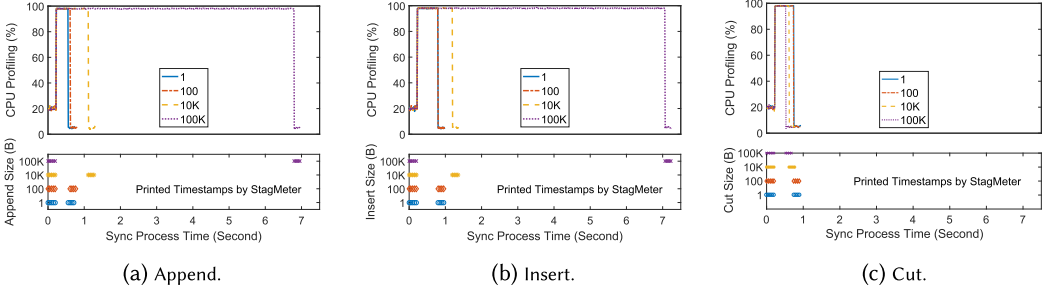 100
80
60
40
20
0
CPU Profiling (%)
1
100
10K
100K
100K
10K
100
1
Append Size (B)
Printed Timestamps by StagMeter
0 1 2 3 4 5 6 7
Sync Process Time (Second)
(a) Append.
100
80
60
40
20
0
CPU Profiling (%)
1
100
10K
100K
100K
10K
100
1
Insert Size (B)
Printed Timestamps by StagMeter
0 1 2 3 4 5 6 7
Sync Process Time (Second)
(b) Insert.
100
80
60
40
20
0
CPU Profiling (%)
1
100
10K
100K
100K
10K
100
1
Cut Size (B)
Printed Timestamps by StagMeter
0 1 2 3 4 5 6 7
Sync Process Time (Second)
(c) Cut.